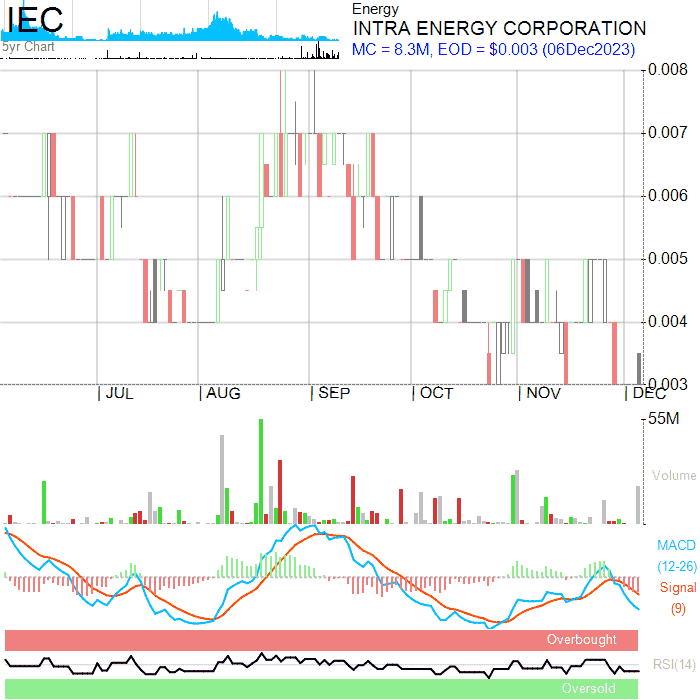 IEC
5yr Chart
Energy
INTRA ENERGY CORPORATION
MC = 8.3M, EOD = $0.003 (06Dec2023)
0.008
0.007
0.006
0.005
0.004
0.003
JUL AUG SEP OCT NOV DEC
55M
Volume
MACD
(12-26)
Signal
(9)
Overbought
RSI(14)
Oversold